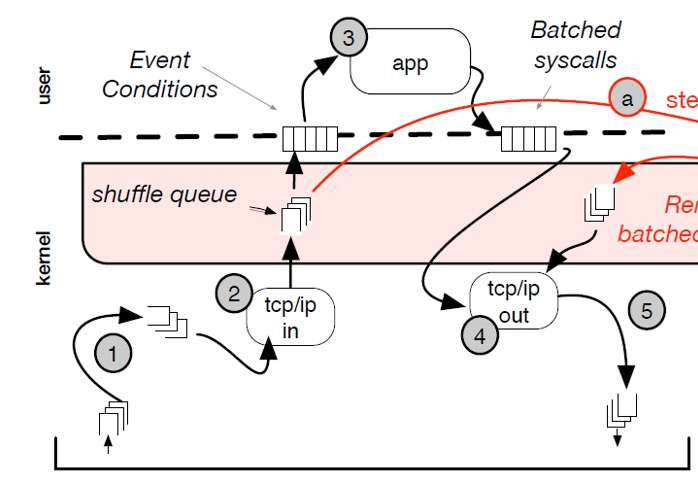 Event
Conditions
3
app
Batched
syscalls
a
ste
user
shuffle queue
Rer
batched
kernel
2
tcp/ip
in
tcp/ip
out
4
5
1